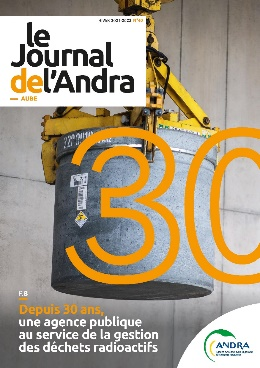 le
Journal
de l'Andra
AUBE
30
P.8
Depuis 30 ans,
une agence publique
au service de la gestion
des déchets radioactifs
ANDRA